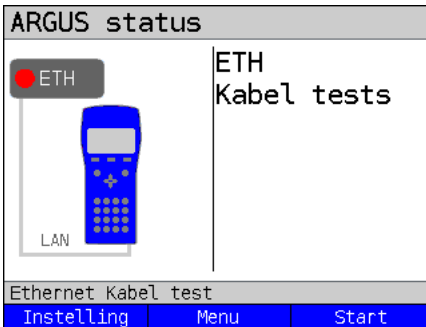 ARGUS status
ETH
ETH
Kabel tests
LAN
Ethernet Kabel test
Instelling Menu Start